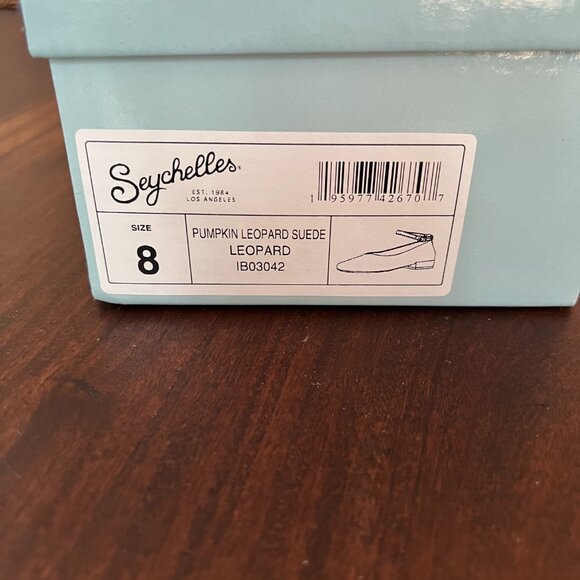 Seychelles
EST. 1984
LOS ANGELES
1 95977 42670 7
SIZE
8
PUMPKIN LEOPARD SUEDE
LEOPARD
IB03042